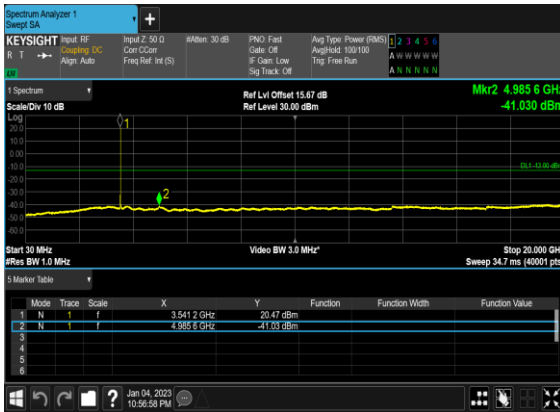 Spectrum Analyzer 1
Swept SA
+
KEYSIGHT Input: RF Input Z: 50 Ω #Atten: 30 dB PNO: Fast Avg Type: Power (RMS) 1 2 3 4 5 6
R T Coupling: DC Corr CCorr Gate: Off Avg|Hold: 100/100 A W W W W W
Align: Auto Freq Ref: Int (S) IF Gain: Low Trig: Free Run
Sig Track: Off A N N N N N
1 Spectrum Ref Lvl Offset 15.67 dB Mkr2 4.985 6 GHz
Scale/Div 10 dB Ref Level 30.00 dBm -41.030 dBm
Log
20.0
10.0
0.00
-10.0
-20.0
-30.0
-40.0
-50.0
-60.0
1
2
DL1 -13.00 dBm
Start 30 MHz Video BW 3.0 MHz* Stop 20.000 GHz
#Res BW 1.0 MHz Sweep 34.7 ms (40001 pts)
5 Marker Table
Mode Trace Scale X Y Function Function Width Function Value
1 N 1 f 3.541 2 GHz 20.47 dBm
2 N 1 f 4.985 6 GHz -41.03 dBm
3
4
5
6
? Jan 04, 2023
10:56:58 PM